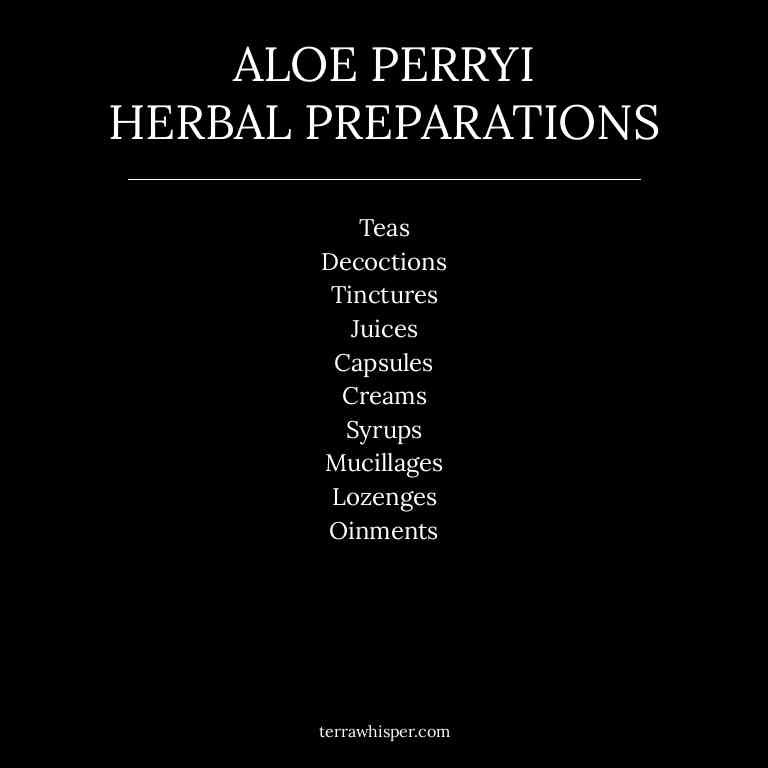 ALOE PERRYI
HERBAL PREPARATIONS
Teas
Decoctions
Tinctures
Juices
Capsules
Creams
Syrups
Mucillages
Lozenges
Oinments
terrawhisper.com